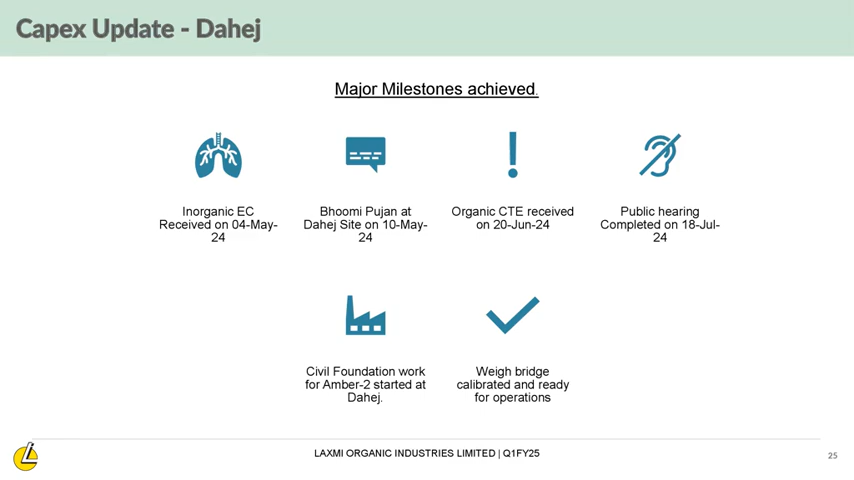 Capex Update - Dahej
Major Milestones achieved.
Inorganic EC
Received on 04-May-
24
Bhoomi Pujan at
Dahej Site on 10-May-
24
Organic CTE received
on 20-Jun-24
Public hearing
Completed on 18-Jul-
24
Civil Foundation work
for Amber-2 started at
Dahej.
Weigh bridge
calibrated and ready
for operations
LAXMI ORGANIC INDUSTRIES LIMITED | Q1FY25
25